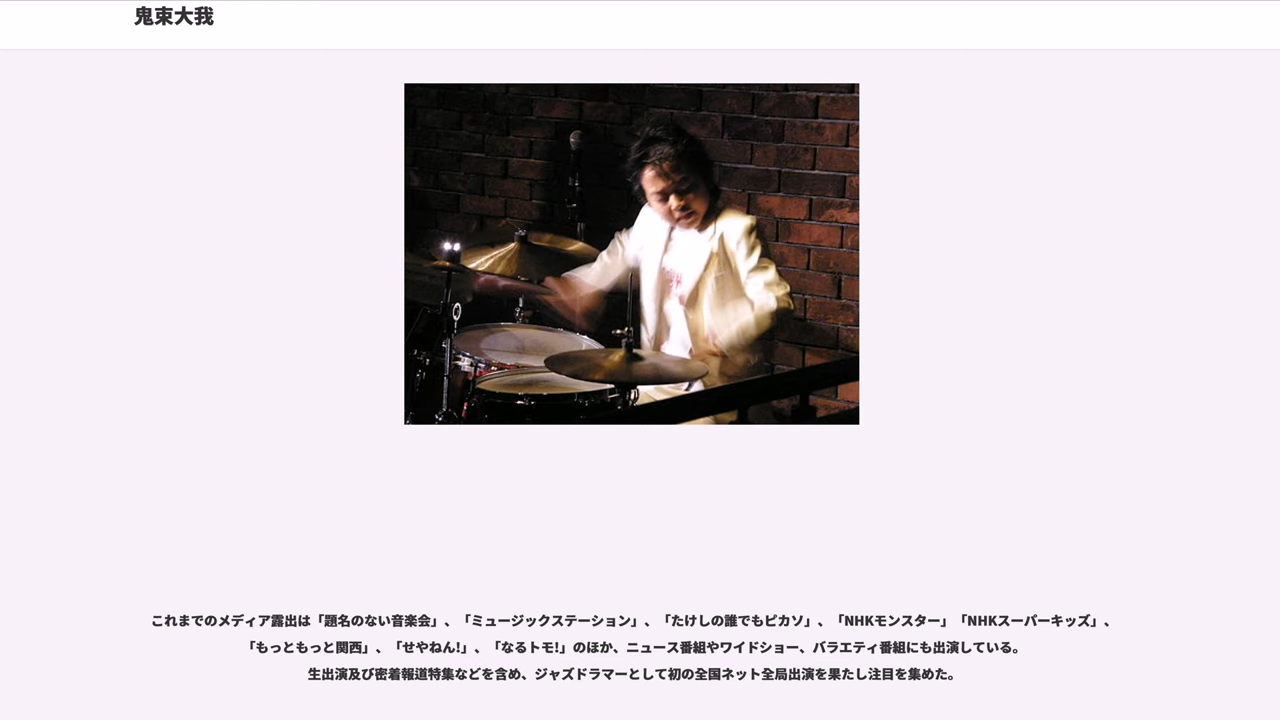 鬼束大我
これまでのメディア露出は「題名のない音楽会」、「ミュージックステーション」、「たけしの誰でもピカソ」、「NHKモンスター」「NHKスーパーキッズ」、
「もっともっと関西」、「せやねん!」、「なるトモ!」のほか、ニュース番組やワイドショー、バラエティ番組にも出演している。
生出演及び密着報道特集などを含め、ジャズドラマーとして初の全国ネット全局出演を果たし注目を集めた。